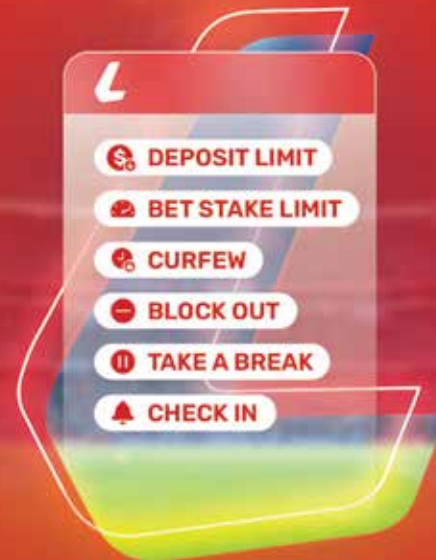 L
DEPOSIT LIMIT
BET STAKE LIMIT
CURFEW
BLOCK OUT
TAKE A BREAK
CHECK IN